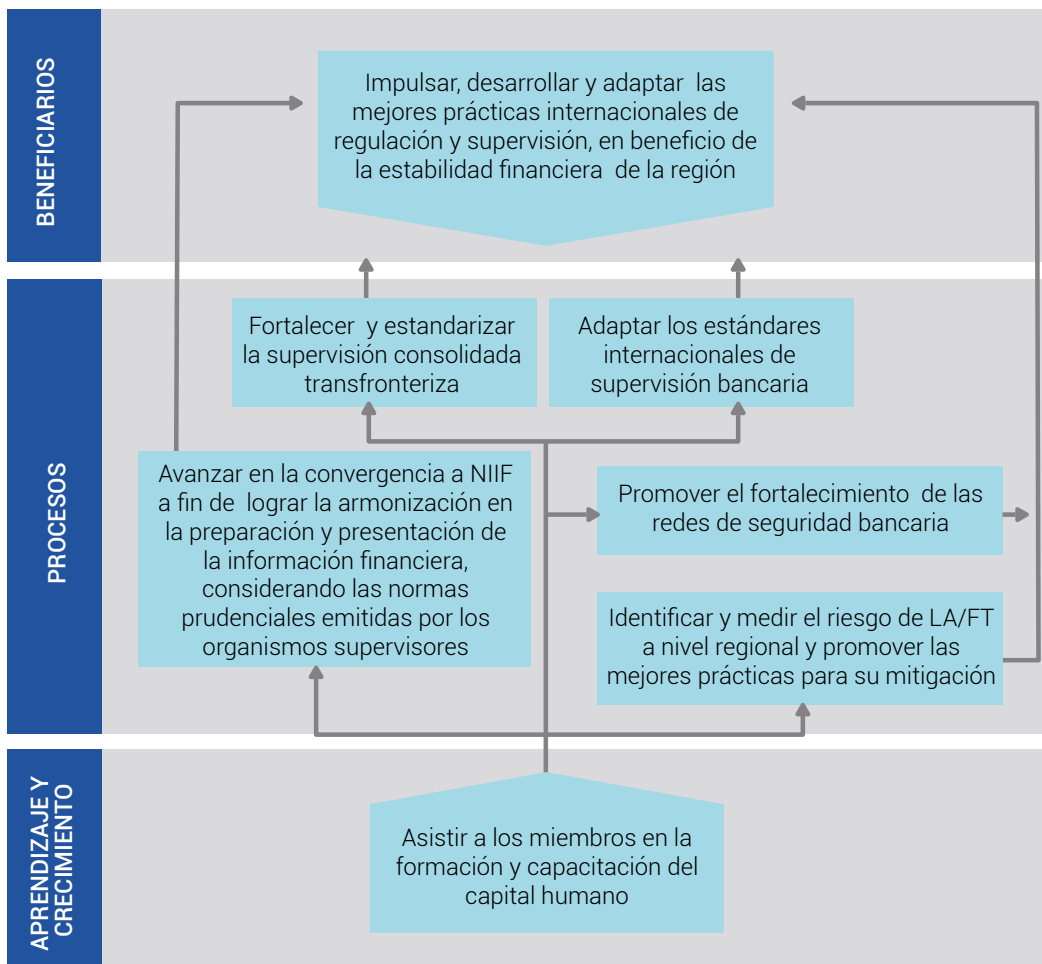 BENEFICIARIOS
Impulsar, desarrollar y adaptar las
mejores prácticas internacionales de
regulación y supervisión, en beneficio de
la estabilidad financiera de la región
PROCESOS
Fortalecer y estandarizar
la supervisión consolidada
transfronteriza
Adaptar los estándares
internacionales de
supervisión bancaria
Avanzar en la convergencia a NIIF
a fin de lograr la armonización en
la preparación y presentación de
la información financiera,
considerando las normas
prudenciales emitidas por los
organismos supervisores
Promover el fortalecimiento de las
redes de seguridad bancaria
Identificar y medir el riesgo de LA/FT
a nivel regional y promover las
mejores prácticas para su mitigación
APRENDIZAJE Y
CRECIMIENTO
Asistir a los miembros en la
formación y capacitación del
capital humano